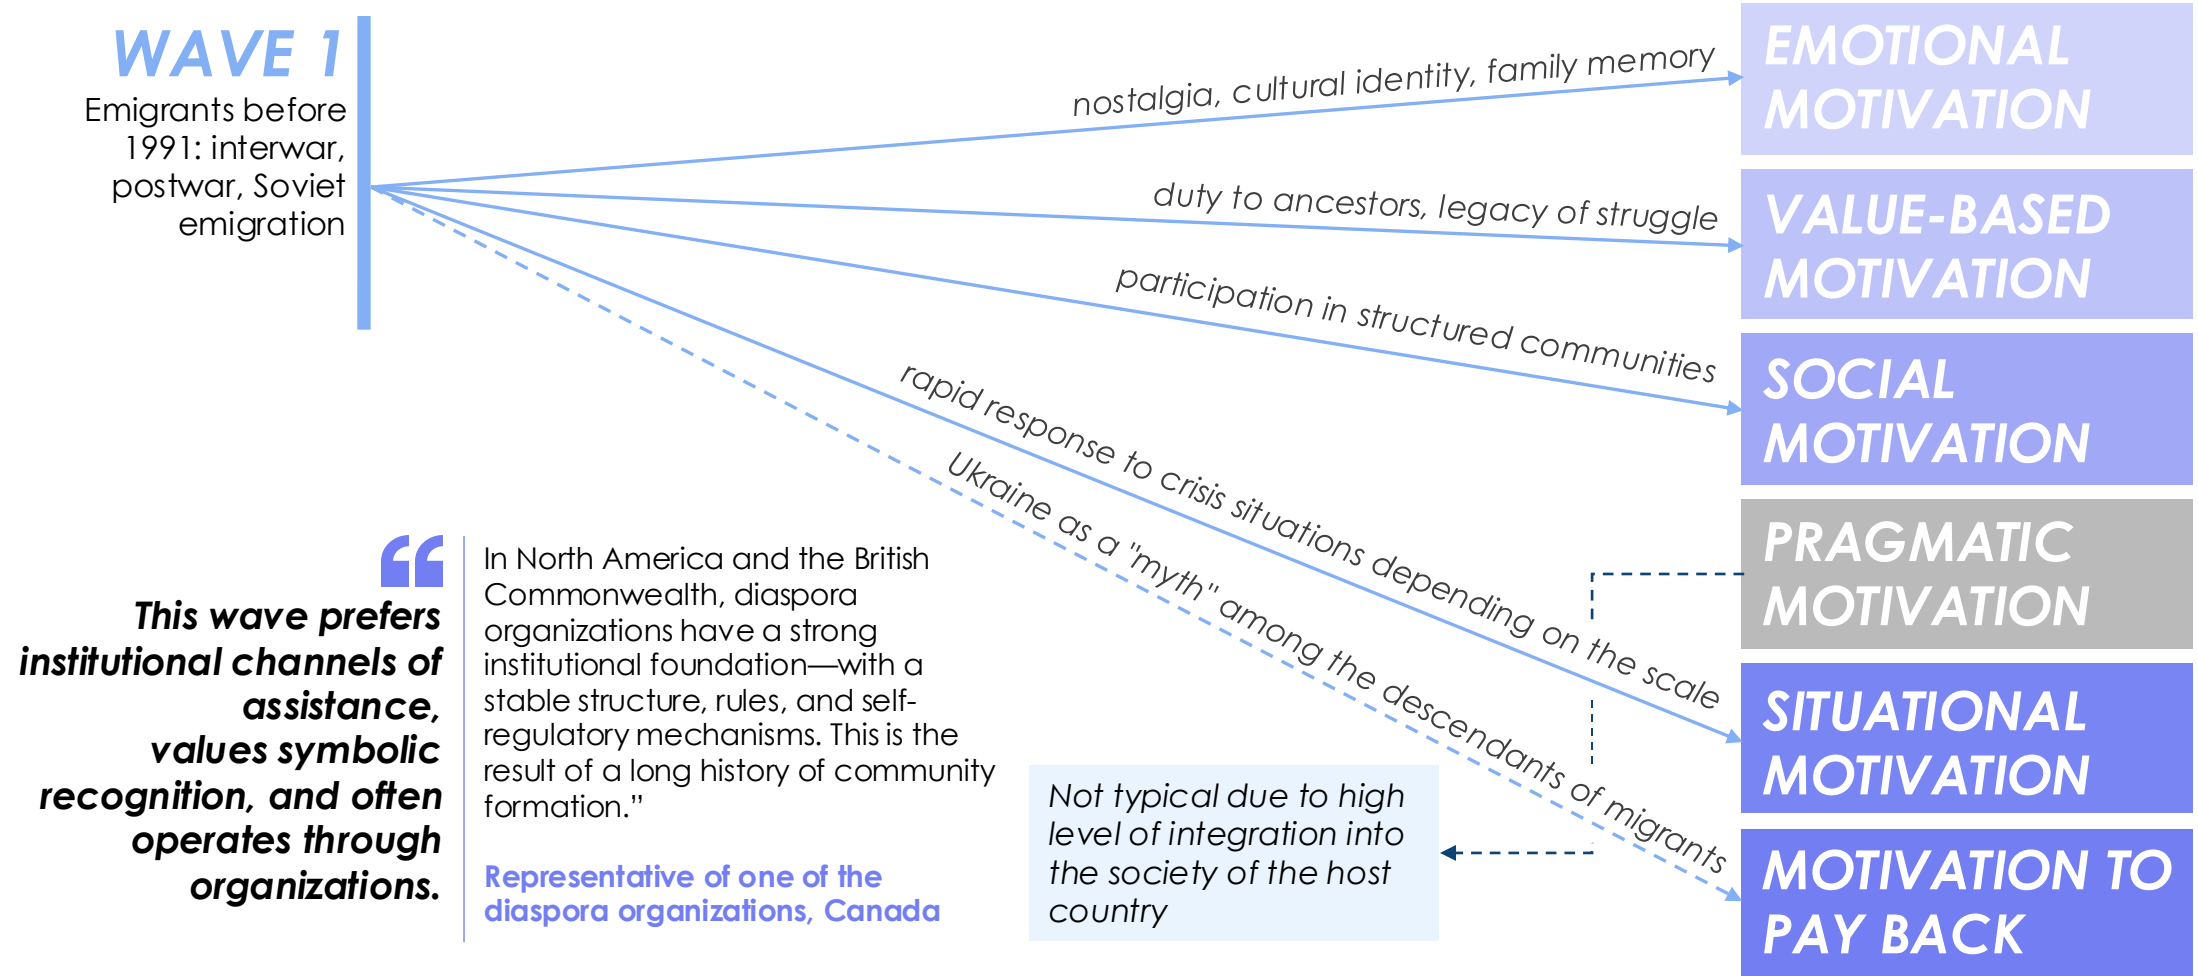 WAVE 1
Emigrants before
1991: interwar,
postwar, Soviet
emigration
nostalgia, cultural identity, family memory
duty to ancestors, legacy of struggle
participation in structured communities
rapid response to crisis situations depending on the scale
Ukraine as a "myth" among the descendants of migrants
EMOTIONAL
MOTIVATION
VALUE-BASED
MOTIVATION
SOCIAL
MOTIVATION
PRAGMATIC
MOTIVATION
SITUATIONAL
MOTIVATION
MOTIVATION TO
PAY BACK
“
This wave prefers
institutional channels of
assistance,
values symbolic
recognition, and often
operates through
organizations.
In North America and the British
Commonwealth, diaspora
organizations have a strong
institutional foundation—with a
stable structure, rules, and self-
regulatory mechanisms. This is the
result of a long history of community
formation.”
Representative of one of the
diaspora organizations, Canada
Not typical due to high
level of integration into
the society of the host
country